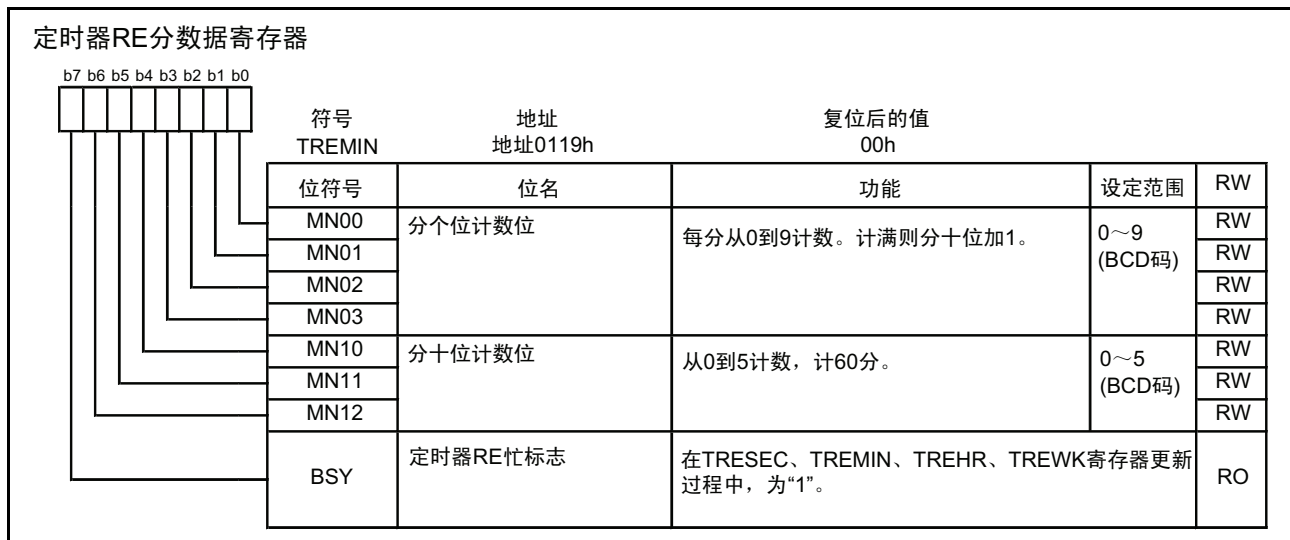 定时器RE分数据寄存器
b7 b6 b5 b4 b3 b2 b1 b0
符号 地址 复位后的值
TREMIN 地址0119h 00h
位符号 位名 功能 设定范围 RW
MN00 分个位计数位 每分从0到9计数。计满则分十位加1。 0～9 RW
MN01 (BCD码) RW
MN02 RW
MN03 RW
MN10 分十位计数位 从0到5计数，计60分。 0～5 RW
MN11 (BCD码) RW
MN12 RW
BSY 定时器RE忙标志 在TRESEC、TREMIN、TREHR、TREWK寄存器更新 RO
过程中，为“1”。